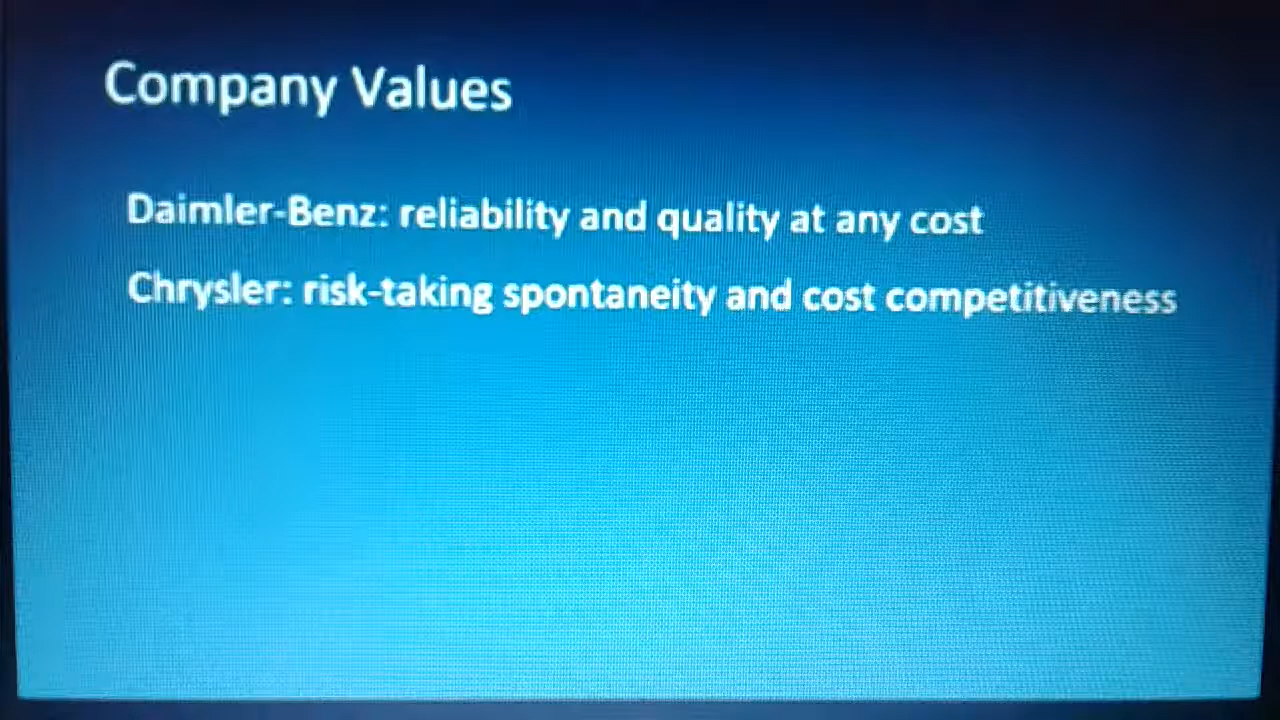 Company Values
Daimler-Benz: reliability and quality at any cost
Chrysler: risk-taking spontaneity and cost competitiveness